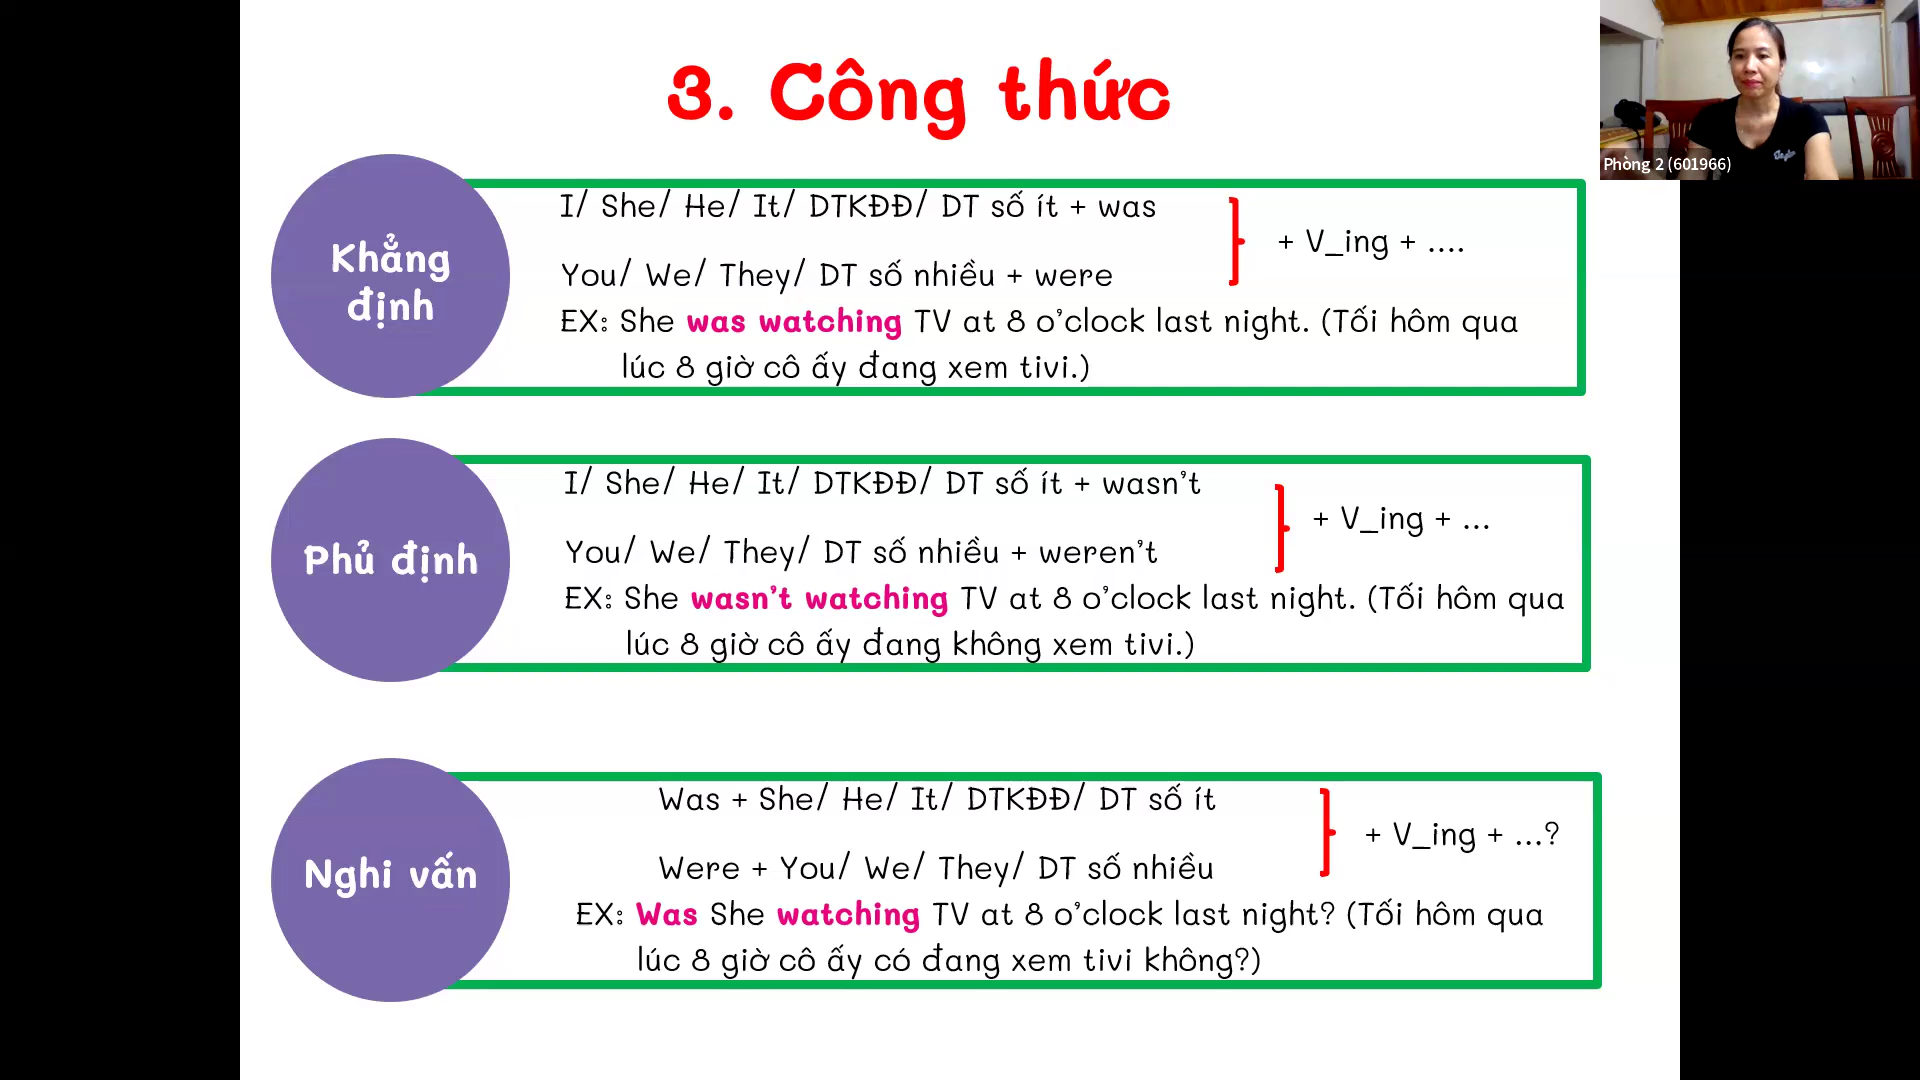 3. Công thức
Phòng 2 (601966)
Khẳng
định
I/ She/ He/ It/ DTKĐĐ/ DT số ít + was
+ V_ing + ....
You/ We/ They/ DT số nhiều + were
EX: She was watching TV at 8 o’clock last night. (Tối hôm qua
lúc 8 giờ cô ấy đang xem tivi.)
Phủ định
I/ She/ He/ It/ DTKĐĐ/ DT số ít + wasn’t
+ V_ing + ...
You/ We/ They/ DT số nhiều + weren’t
EX: She wasn’t watching TV at 8 o’clock last night. (Tối hôm qua
lúc 8 giờ cô ấy đang không xem tivi.)
Nghi vấn
Was + She/ He/ It/ DTKĐĐ/ DT số ít
+ V_ing + ...?
Were + You/ We/ They/ DT số nhiều
EX: Was She watching TV at 8 o’clock last night? (Tối hôm qua
lúc 8 giờ cô ấy có đang xem tivi không?)